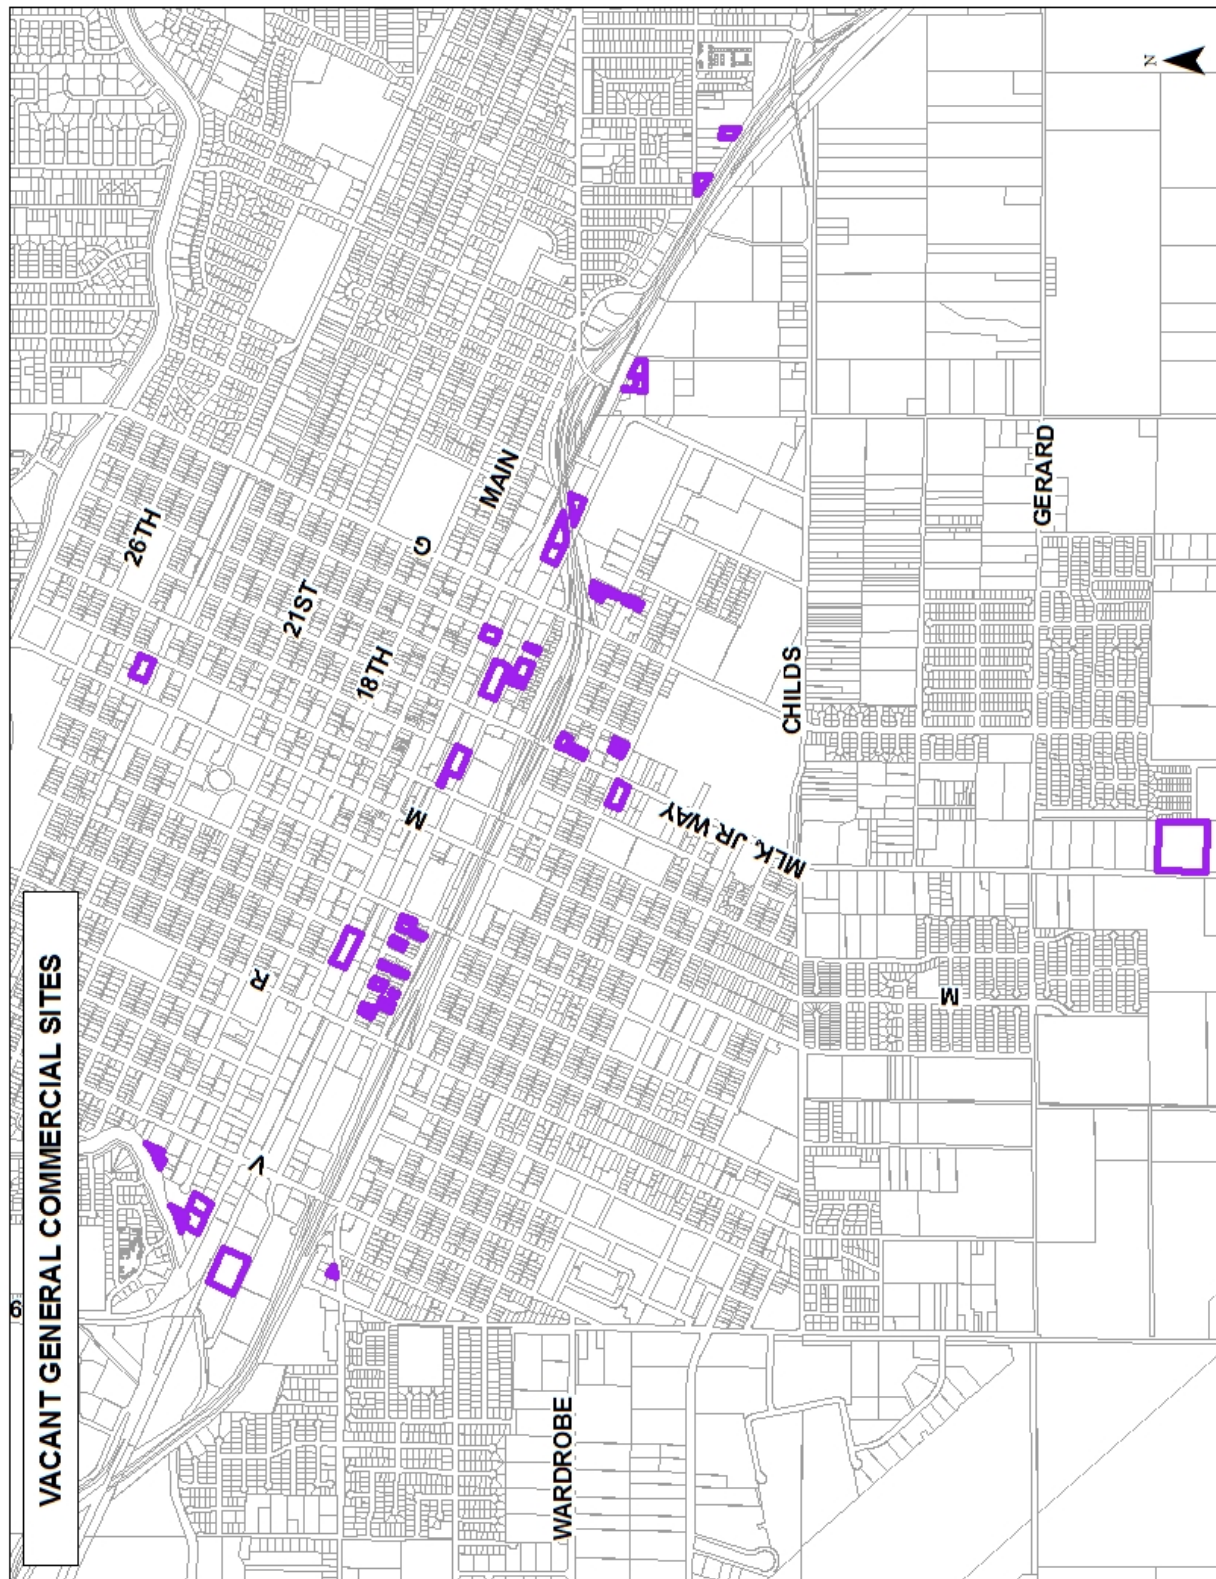 VACANT GENERAL COMMERCIAL SITES
6
N
26TH
21ST
18TH
G
MAIN
M
R
V
MLK JR WAY
CHILDS
GERARD
M
WARDROBE